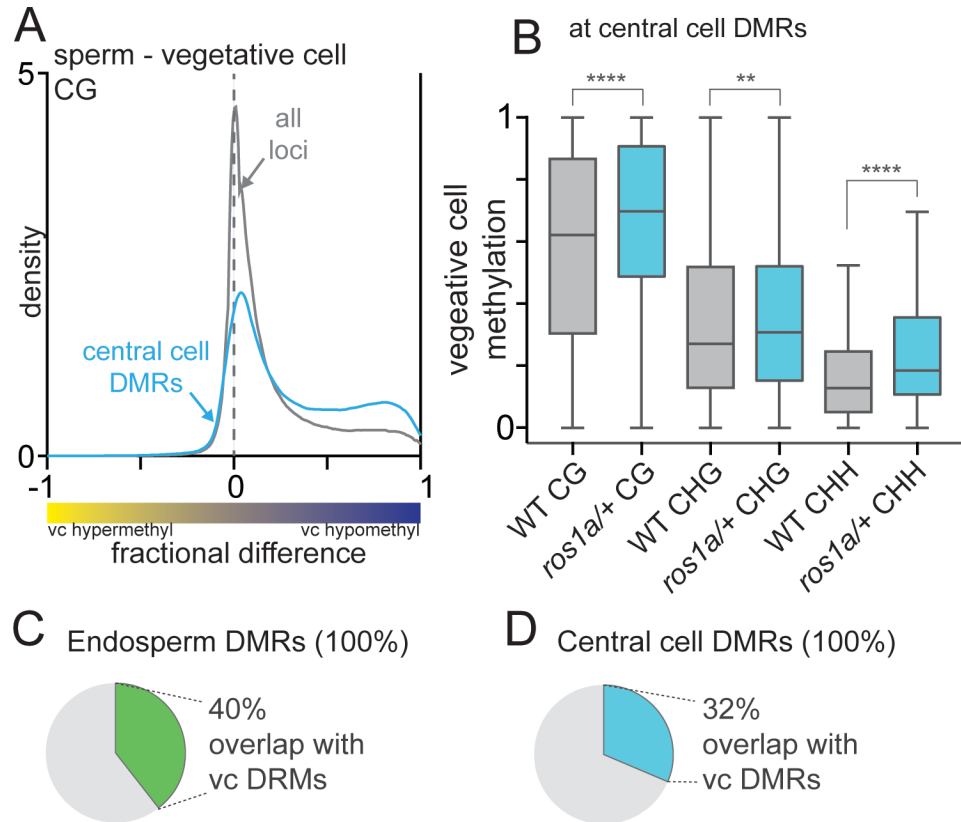 A
sperm - vegetative cell
CG
5
all
loci
density
central cell
DMRs
0
-1
0
1
vc hypermethyl
vc hypomethyl
fractional difference
B
at central cell DMRs
****
**
****
1
vegeative cell
methylation
0
WT CG
ros1a/+ CG
WT CHG
ros1a/+ CHG
WT CHH
ros1a/+ CHH
C
Endosperm DMRs (100%)
40%
overlap with
vc DRMs
D
Central cell DMRs (100%)
32%
overlap with
vc DMRs